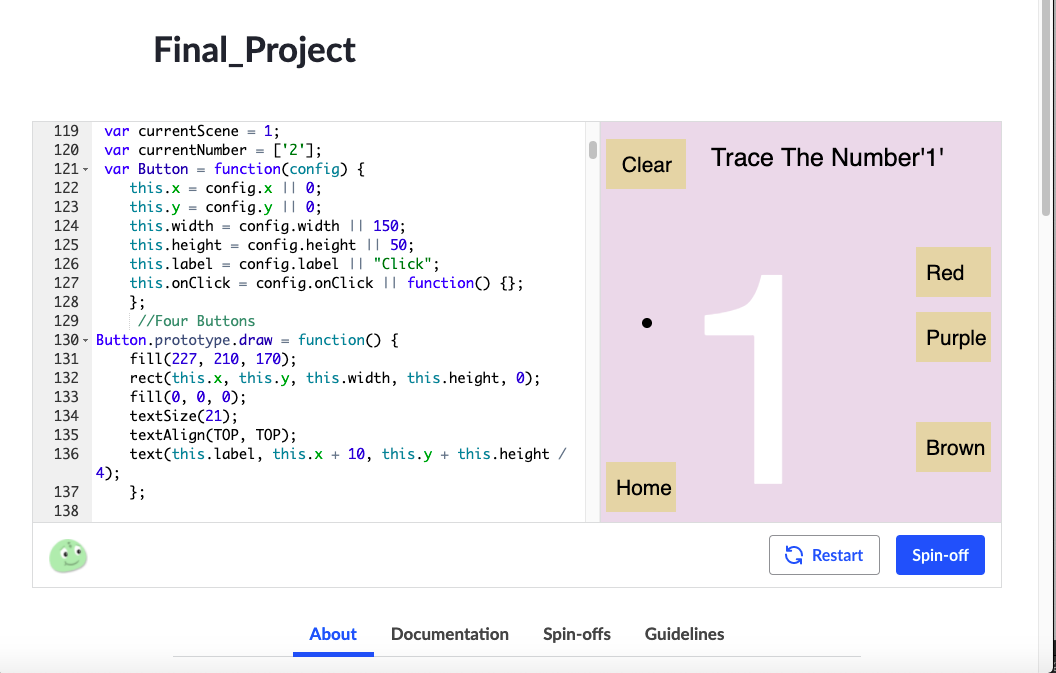 Final_Project
119 var currentScene = 1;
120 var currentNumber = ['2'];
121 var Button = function(config) {
122 this.x = config.x || 0;
123 this.y = config.y || 0;
124 this.width = config.width || 150;
125 this.height = config.height || 50;
126 this.label = config.label || "Click";
127 this.onClick = config.onClick || function() {};
128 };
129 //Four Buttons
130 Button.prototype.draw = function() {
131 fill(227, 210, 170);
132 rect(this.x, this.y, this.width, this.height, 0);
133 fill(0, 0, 0);
134 textSize(21);
135 textAlign(TOP, TOP);
136 text(this.label, this.x + 10, this.y + this.height /
4);
137 };
138
Clear
Trace The Number'1'
Red
1
Purple
Brown
Home
Restart
Spin-off
About
Documentation
Spin-offs
Guidelines